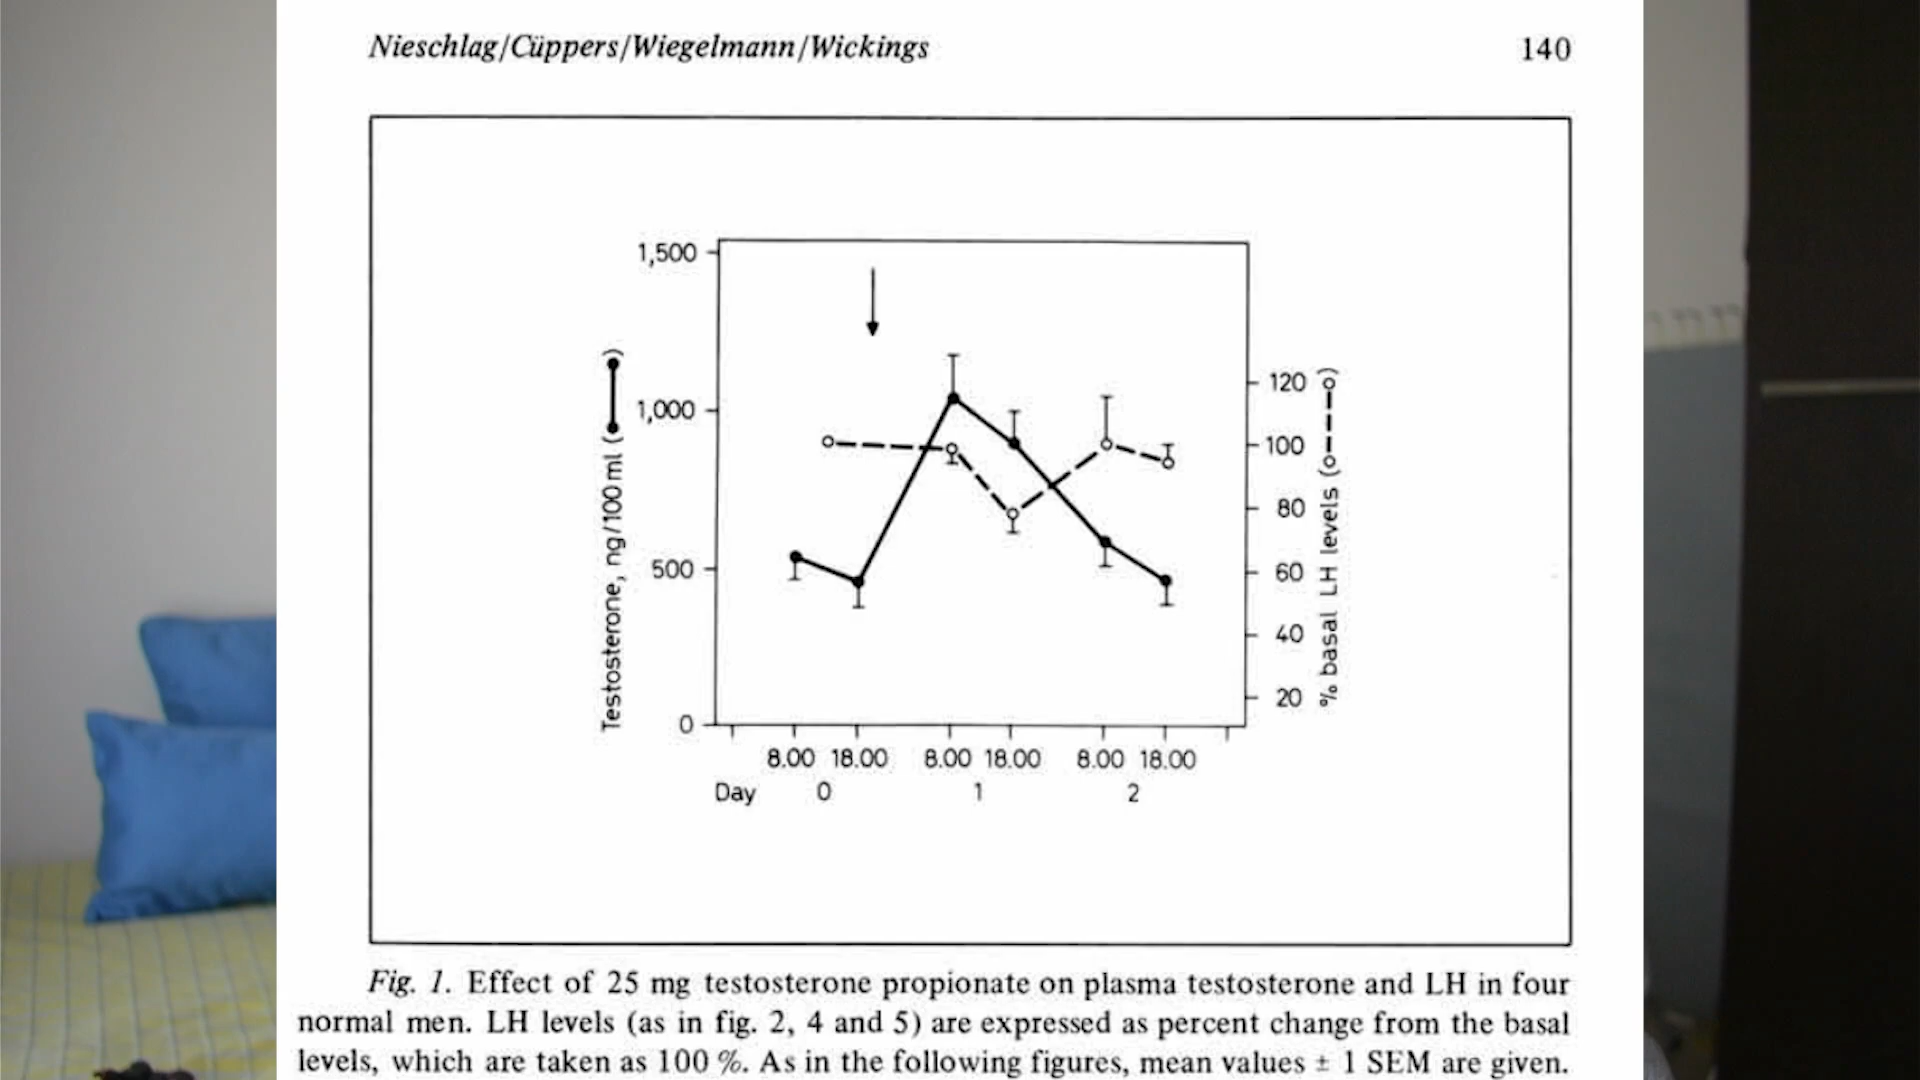 Nieschlag/Cüppers/Wiegelmann/Wickings 140
1,500
1,000
500
0
Testosterone, ng/100 ml (●—●)
120
100
80
60
40
20
% basal LH levels (o---o)
8.00 18.00 8.00 18.00 8.00 18.00
Day 0 1 2
Fig. 1. Effect of 25 mg testosterone propionate on plasma testosterone and LH in four
normal men. LH levels (as in fig. 2, 4 and 5) are expressed as percent change from the basal
levels, which are taken as 100 %. As in the following figures, mean values ± 1 SEM are given.